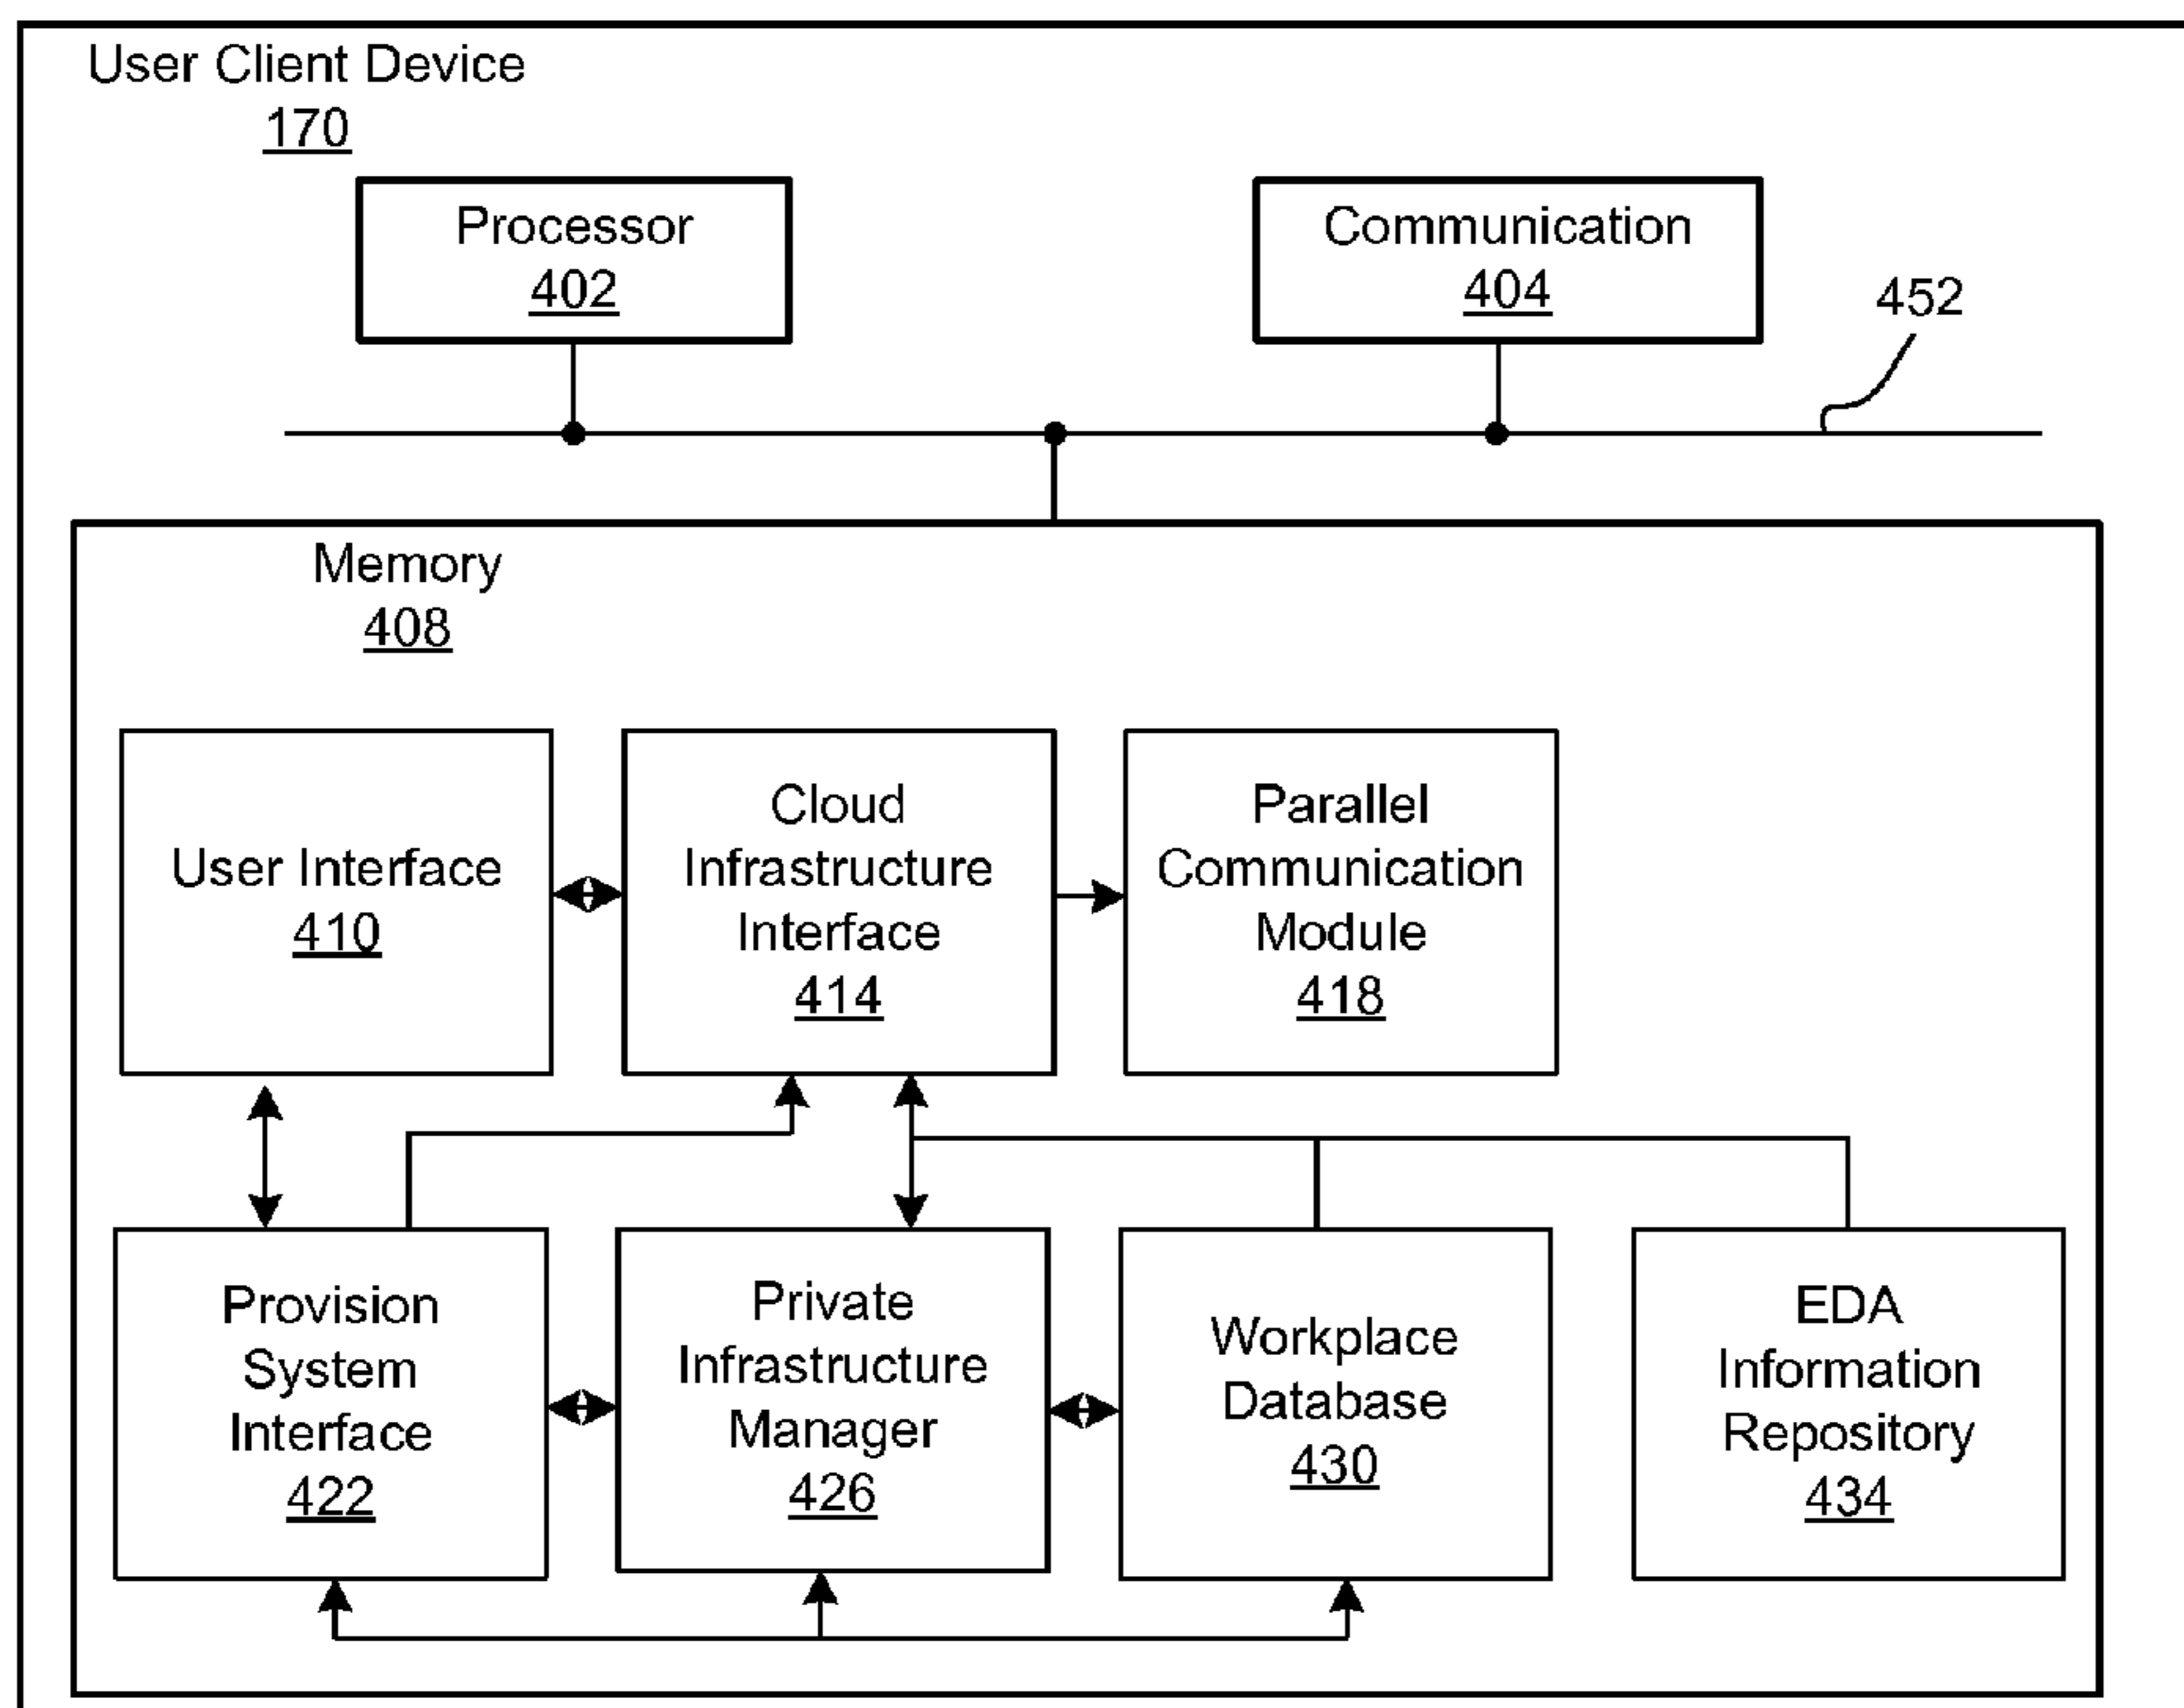 User Client Device
170
Processor
402
Communication
404
452
Memory
408
User Interface
410
Cloud
Infrastructure
Interface
414
Parallel
Communication
Module
418
Provision
System
Interface
422
Private
Infrastructure
Manager
426
Workplace
Database
430
EDA
Information
Repository
434